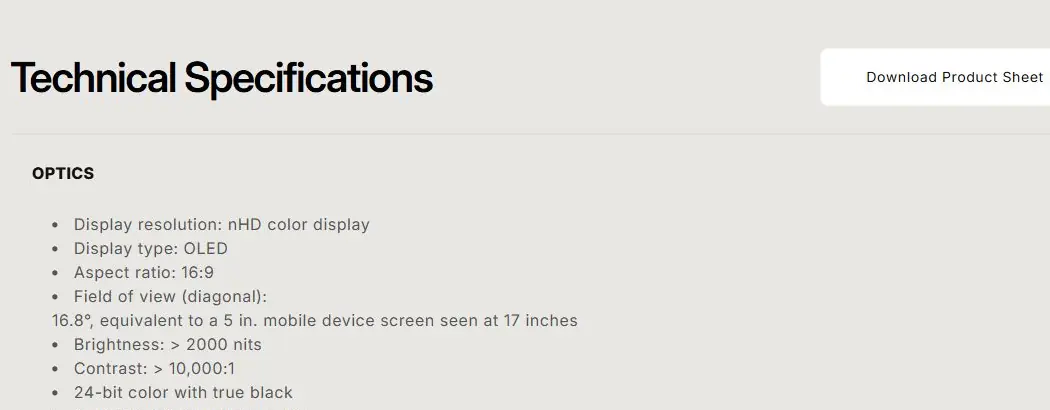 Technical Specifications
Download Product Sheet
OPTICS
• Display resolution: nHD color display
• Display type: OLED
• Aspect ratio: 16:9
• Field of view (diagonal):
16.8°, equivalent to a 5 in. mobile device screen seen at 17 inches
• Brightness: > 2000 nits
• Contrast: > 10,000:1
• 24-bit color with true black